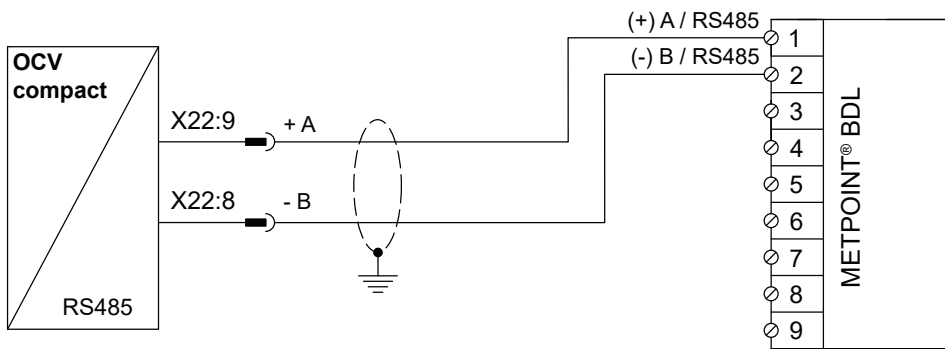 OCV
compact
RS485
X22:9
+ A
X22:8
- B
(+) A / RS485
(-) B / RS485
1
2
3
4
5
6
7
8
9
METPOINT® BDL